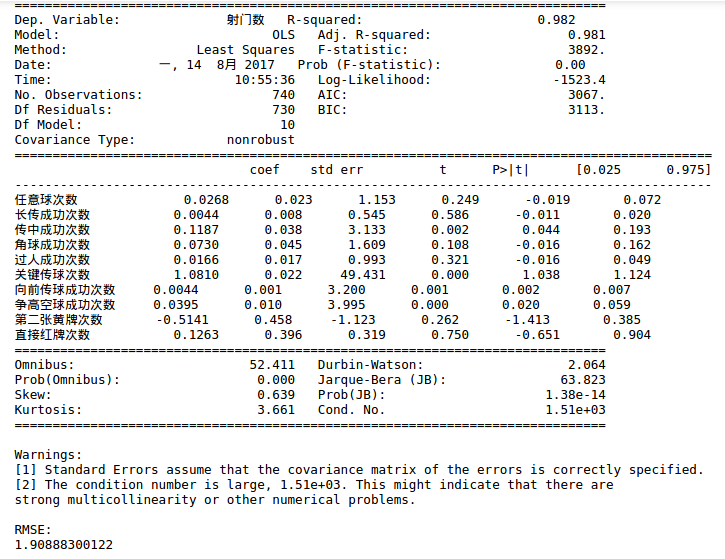 ==============================================================================
Dep. Variable: 射门数 R-squared: 0.982
Model: OLS Adj. R-squared: 0.981
Method: Least Squares F-statistic: 3892.
Date: 一, 14 8月 2017 Prob (F-statistic): 0.00
Time: 10:55:36 Log-Likelihood: -1523.4
No. Observations: 740 AIC: 3067.
Df Residuals: 730 BIC: 3113.
Df Model: 10
Covariance Type: nonrobust
==============================================================================
coef std err t P>|t| [0.025 0.975]
------------------------------------------------------------------------------
任意球次数 0.0268 0.023 1.153 0.249 -0.019 0.072
长传成功次数 0.0044 0.008 0.545 0.586 -0.011 0.020
传中成功次数 0.1187 0.038 3.133 0.002 0.044 0.193
角球成功次数 0.0730 0.045 1.609 0.108 -0.016 0.162
过人成功次数 0.0166 0.017 0.993 0.321 -0.016 0.049
关键传球次数 1.0810 0.022 49.431 0.000 1.038 1.124
向前传球成功次数 0.0044 0.001 3.200 0.001 0.002 0.007
争高空球成功次数 0.0395 0.010 3.995 0.000 0.020 0.059
第二张黄牌次数 -0.5141 0.458 -1.123 0.262 -1.413 0.385
直接红牌次数 0.1263 0.396 0.319 0.750 -0.651 0.904
==============================================================================
Omnibus: 52.411 Durbin-Watson: 2.064
Prob(Omnibus): 0.000 Jarque-Bera (JB): 63.823
Skew: 0.639 Prob(JB): 1.38e-14
Kurtosis: 3.661 Cond. No. 1.51e+03
==============================================================================
Warnings:
[1] Standard Errors assume that the covariance matrix of the errors is correctly specified.
[2] The condition number is large, 1.51e+03. This might indicate that there are
strong multicollinearity or other numerical problems.
RMSE:
1.90888300122